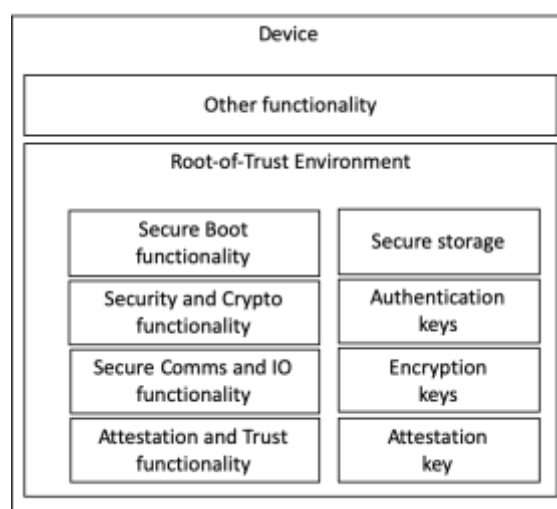 Device
Other functionality
Root-of-Trust Environment
Secure Boot
functionality
Secure storage
Security and Crypto
functionality
Authentication
keys
Secure Comms and IO
functionality
Encryption
keys
Attestation and Trust
functionality
Attestation
key